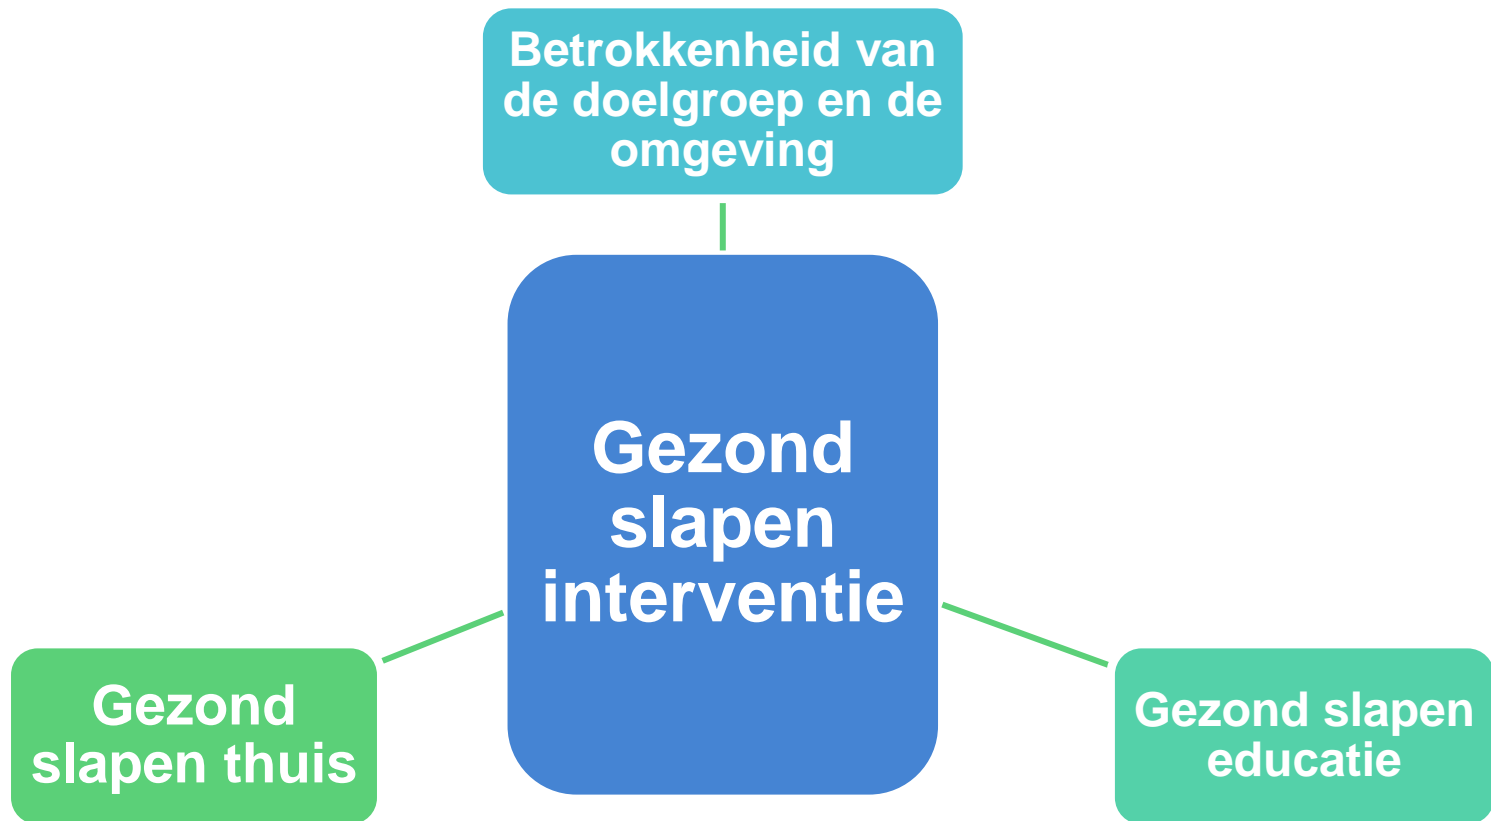 Betrokkenheid van
de doelgroep en de
omgeving
Gezond
slapen
interventie
Gezond
slapen thuis
Gezond slapen
educatie